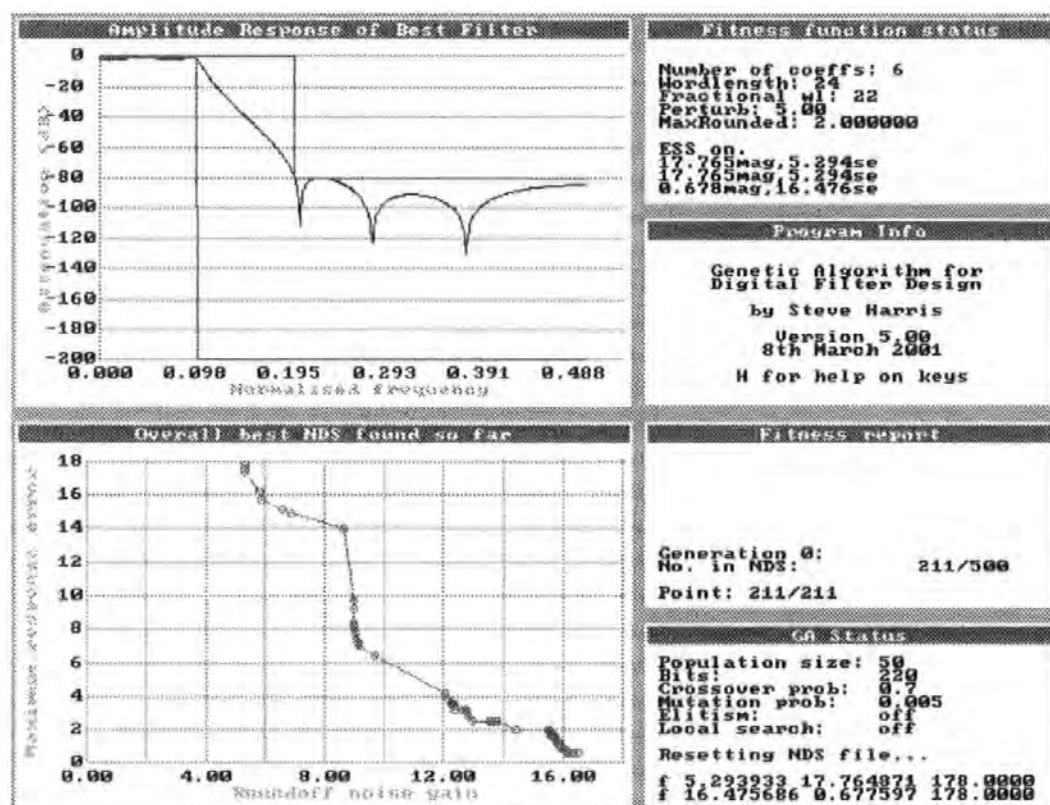 Amplitude Response of Best Filter
0
-20
-40
-60
-80
-100
-120
-140
-160
-180
-200
0.000 0.098 0.195 0.293 0.391 0.488
Normalised frequency
Fitness function status
Number of coeffs: 6
Wordlength: 24
Fractional wl: 22
Perturb: 5.00
MaxRounded: 2.000000
ESS on.
17.765mag,5.294se
17.765mag,5.294se
0.678mag,16.476se
Program Info
Genetic Algorithm for
Digital Filter Design
by Steve Harris
Version 5.00
8th March 2001
H for help on keys
Overall best NDS found so far
18
16
14
12
10
8
6
4
2
0
0.000 4.000 8.000 12.000 16.000
Roundoff noise gain
Maximum response error
Fitness report
Generation 0:
No. in NDS: 211/500
Point: 211/211
GA Status
Population size: 50
Bits: 220
Crossover prob: 0.7
Mutation prob: 0.005
Elitism: off
Local search: off
Resetting NDS file...
f 5.293933 17.764871 178.0000
f 16.475686 0.677597 178.0000